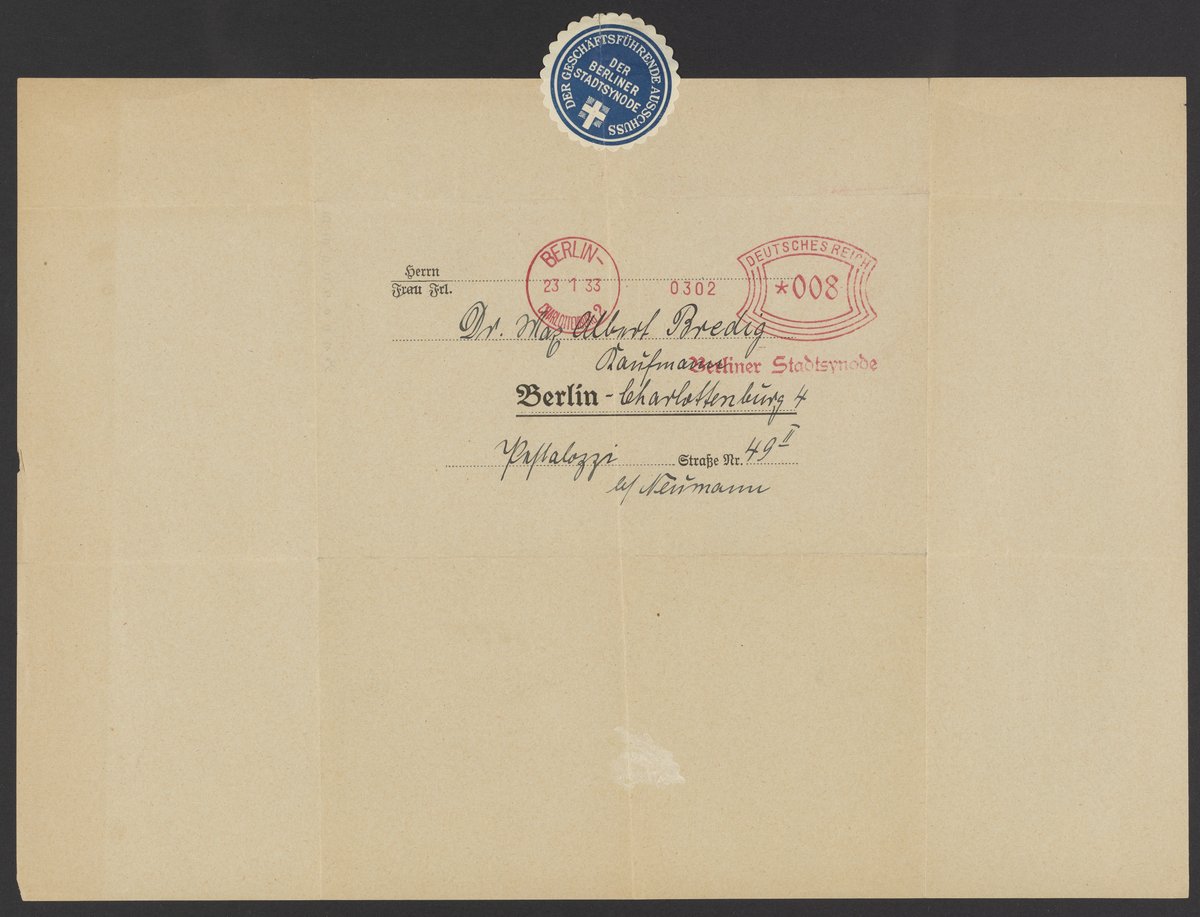 DER GESCHÄFTSFÜHRENDE AUSSCHUSS
DER
BERLINER
STADTSYNODE
BERLIN-
23 1 33
CHARLOTTENBURG 2
0302
DEUTSCHES REICH
*008
Herrn
Frau Frl.
Dr. Max Albert Bredig
Kaufmann
Berliner Stadtsynode
Berlin - Charlottenburg 4
Pestalozzi Straße Nr. 49 II
b/ Neumann